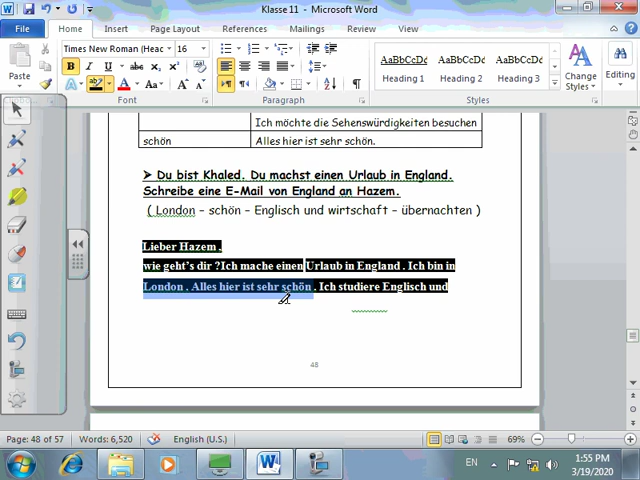 Klasse 11 - Microsoft Word
File
Home
Insert
Page Layout
References
Mailings
Review
View
Paste
Times New Roman (Heac
16
Font
Paragraph
AaBbCcDd
AaBbCcDd
AaBbCcDd
Heading 1
Heading 2
Heading 3
Change
Styles
Styles
Editing
Ich möchte die Sehenswürdigkeiten besuchen
schön
Alles hier ist sehr schön.
➤ Du bist Khaled. Du machst einen Urlaub in England.
Schreibe eine E-Mail von England an Hazem.
( London – schön – Englisch und wirtschaft – übernachten )
Lieber Hazem ,
wie geht's dir ?Ich mache einen Urlaub in England . Ich bin in
London . Alles hier ist sehr schön . Ich studiere Englisch und
48
Page: 48 of 57
Words: 6,520
English (U.S.)
69%
EN
1:55 PM
3/19/2020